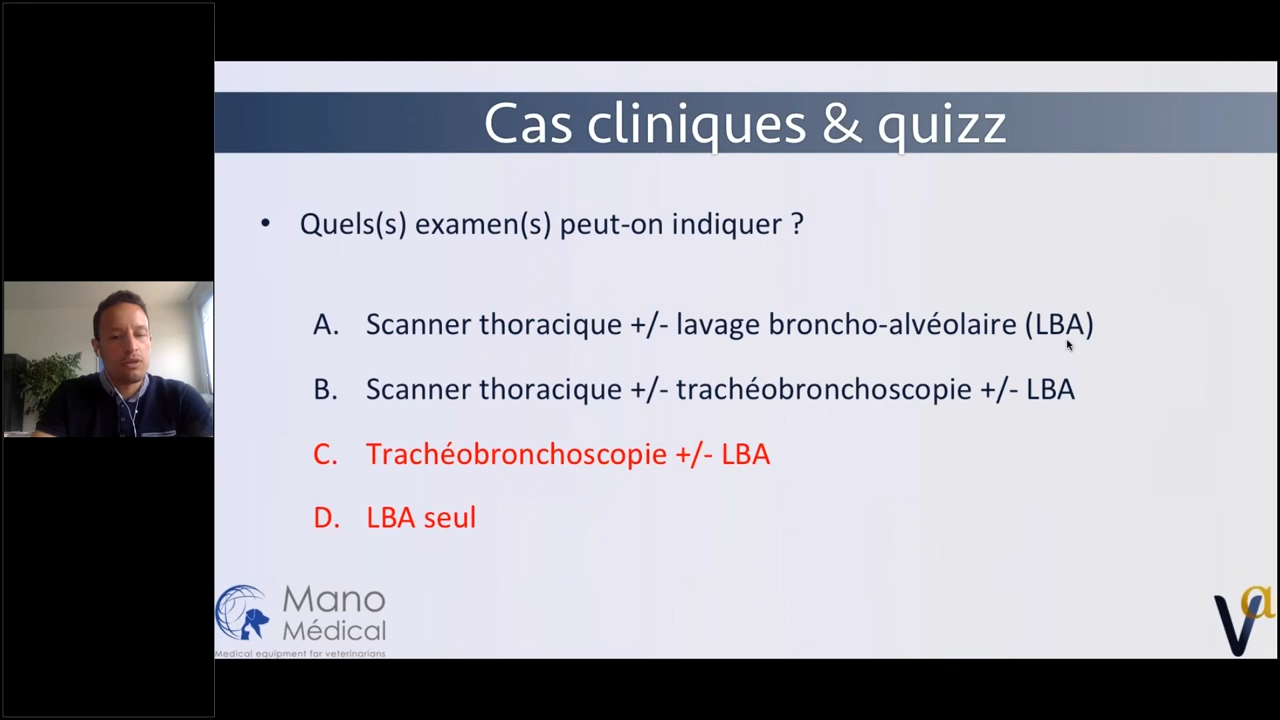 Cas cliniques & quizz
• Quels(s) examen(s) peut-on indiquer ?
A. Scanner thoracique +/- lavage broncho-alvéolaire (LBA)
B. Scanner thoracique +/- trachéobronchoscopie +/- LBA
C. Trachéobronchoscopie +/- LBA
D. LBA seul
Mano
Médical
Medical equipment for veterinarians
V@